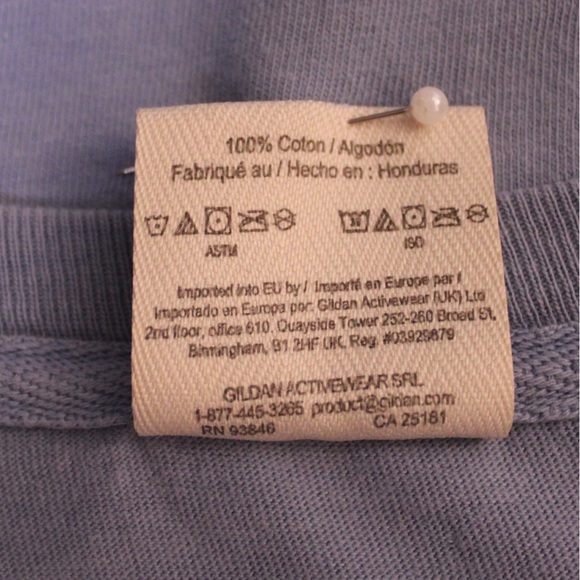 100% Coton / Algodón
Fabriqué au / Hecho en : Honduras
ASTM ISO
Imported into EU by / Importé en Europe par /
Importado en Europa por: Gildan Activewear (UK) Ltd
2nd floor, office 610, Quayside Tower 252-260 Broad St,
Birmingham, B1 2HF UK, Reg. #03929679
GILDAN ACTIVEWEAR SRL
1-877-445-3265 product@gildan.com
RN 93846 CA 25181